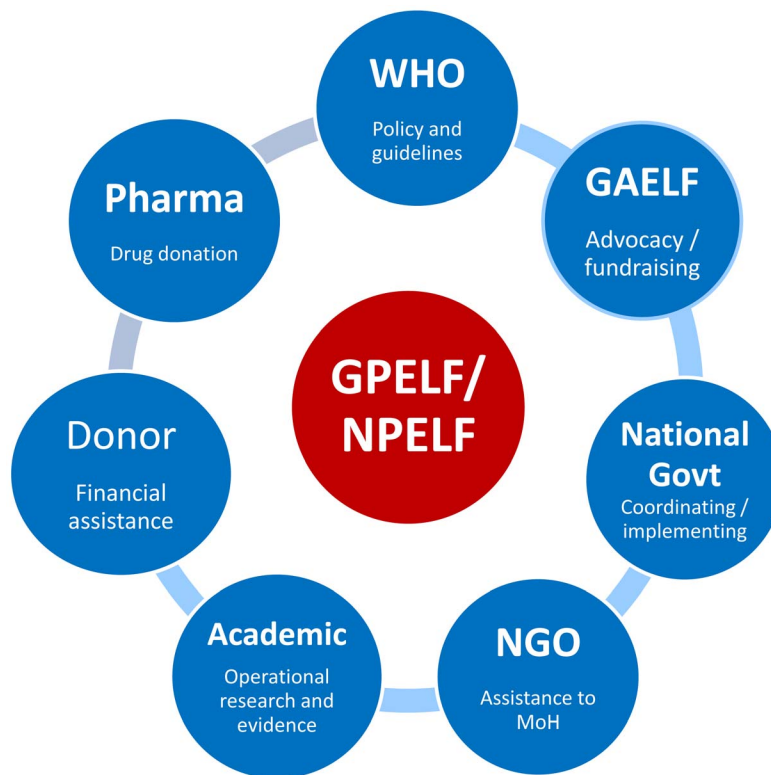 WHO
Policy and
guidelines
GAELF
Advocacy /
fundraising
National
Govt
Coordinating /
implementing
NGO
Assistance to
MoH
Academic
Operational
research and
evidence
Donor
Financial
assistance
Pharma
Drug donation
GPELF/
NPELF